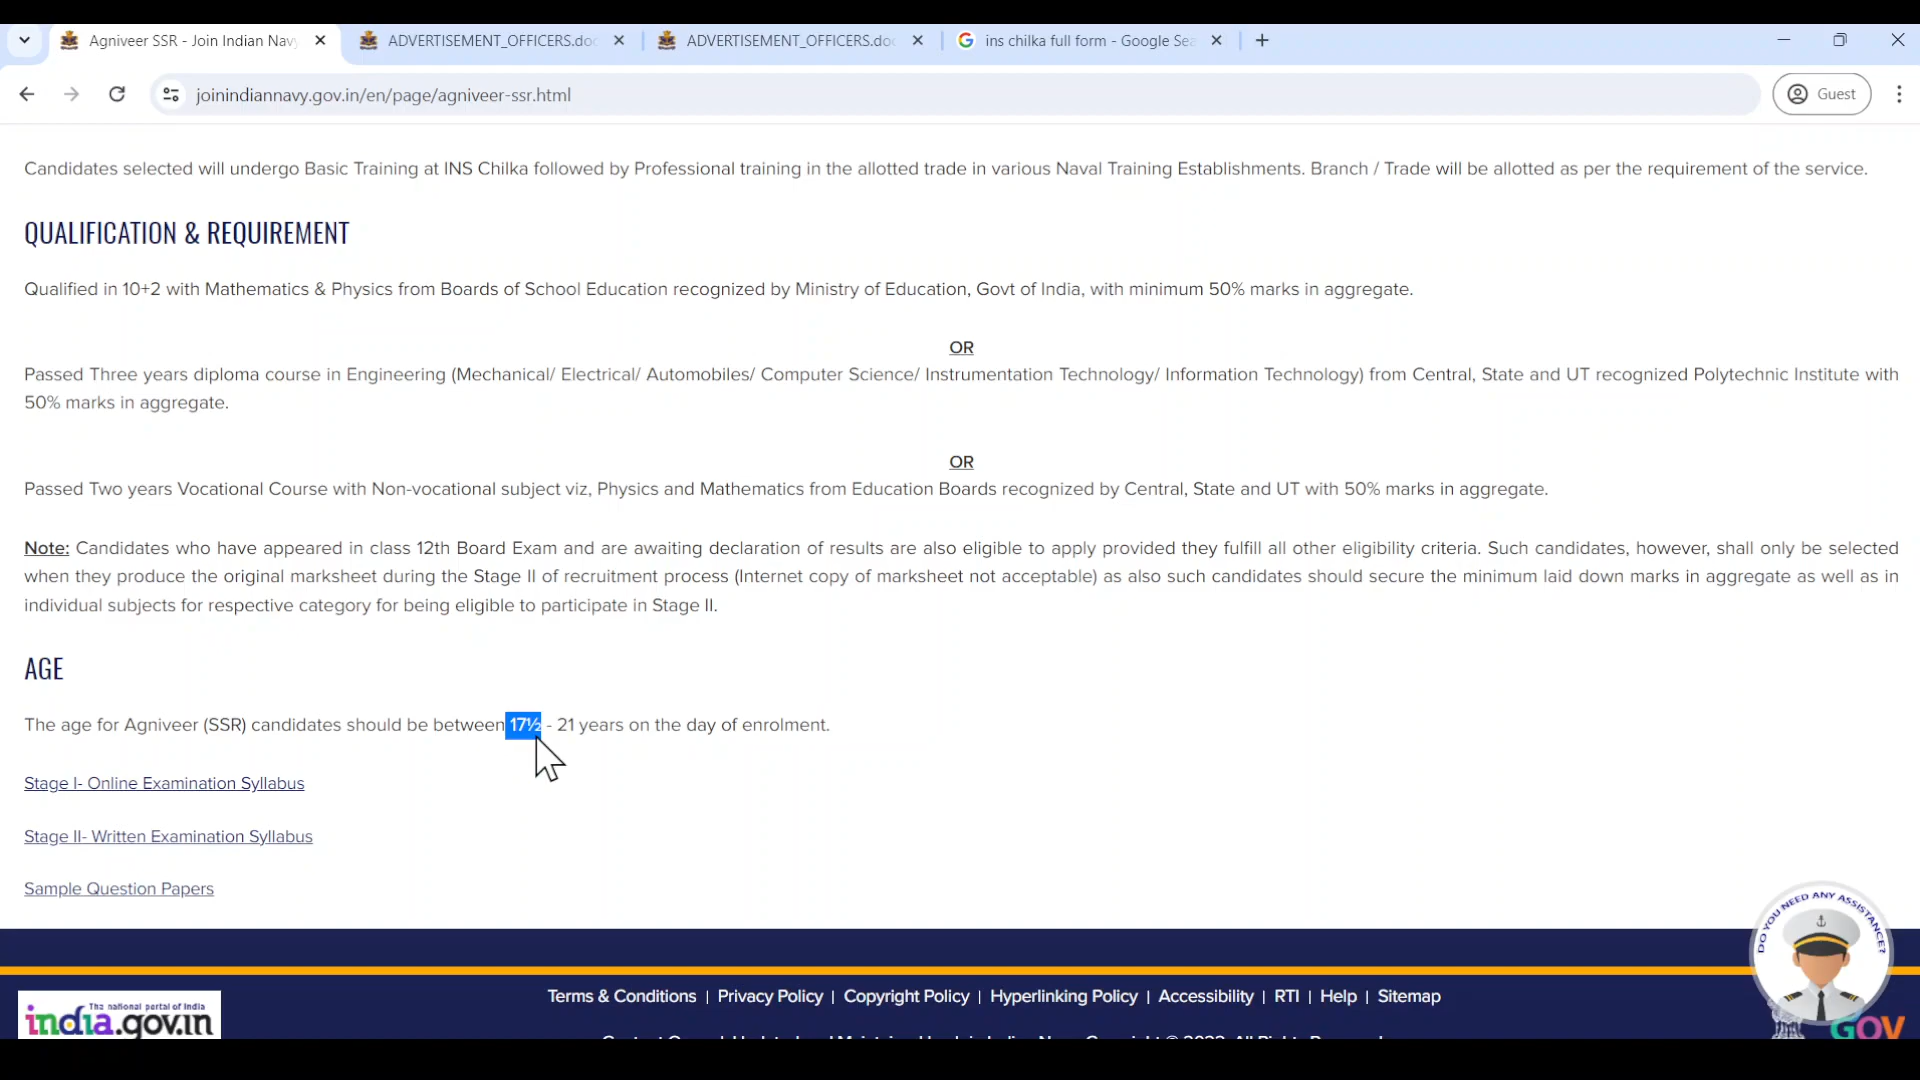 Agniveer SSR - Join Indian Nav
ADVERTISEMENT_OFFICERS.doc
ADVERTISEMENT_OFFICERS.doc
ins chilka full form - Google Sea
joinindiannavy.gov.in/en/page/agniveer-ssr.html
Guest
Candidates selected will undergo Basic Training at INS Chilka followed by Professional training in the allotted trade in various Naval Training Establishments. Branch / Trade will be allotted as per the requirement of the service.
QUALIFICATION & REQUIREMENT
Qualified in 10+2 with Mathematics & Physics from Boards of School Education recognized by Ministry of Education, Govt of India, with minimum 50% marks in aggregate.
OR
Passed Three years diploma course in Engineering (Mechanical/ Electrical/ Automobiles/ Computer Science/ Instrumentation Technology/ Information Technology) from Central, State and UT recognized Polytechnic Institute with
50% marks in aggregate.
OR
Passed Two years Vocational Course with Non-vocational subject viz, Physics and Mathematics from Education Boards recognized by Central, State and UT with 50% marks in aggregate.
Note: Candidates who have appeared in class 12th Board Exam and are awaiting declaration of results are also eligible to apply provided they fulfill all other eligibility criteria. Such candidates, however, shall only be selected
when they produce the original marksheet during the Stage II of recruitment process (Internet copy of marksheet not acceptable) as also such candidates should secure the minimum laid down marks in aggregate as well as in
individual subjects for respective category for being eligible to participate in Stage II.
AGE
The age for Agniveer (SSR) candidates should be between 17½ - 21 years on the day of enrolment.
Stage I- Online Examination Syllabus
Stage II- Written Examination Syllabus
Sample Question Papers
DO YOU NEED ANY ASSISTANCE?
Terms & Conditions | Privacy Policy | Copyright Policy | Hyperlinking Policy | Accessibility | RTI | Help | Sitemap
The national portal of India
india.gov.in
GOV